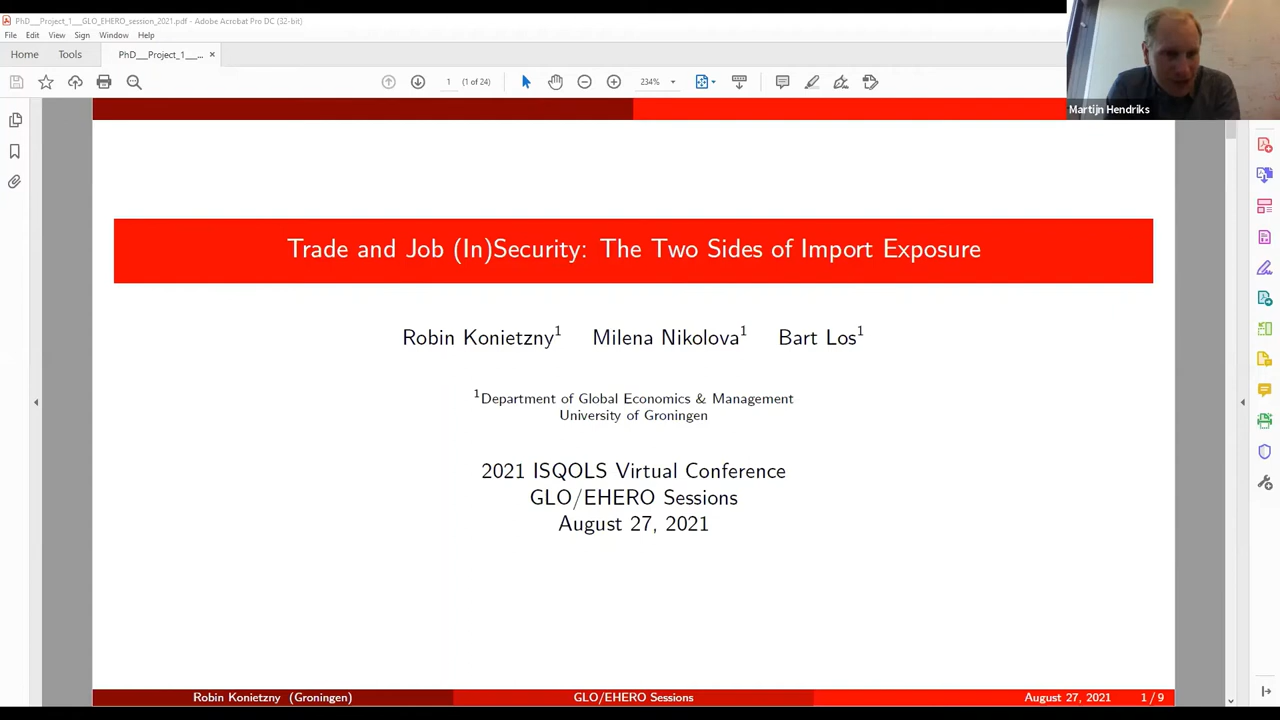 PhD___Project_1___GLO_EHERO_session_2021.pdf - Adobe Acrobat Pro DC (32-bit)
File Edit View Sign Window Help
Home Tools PhD__Project_1___... ×
1 (1 of 24) 234%
Martijn Hendriks
Trade and Job (In)Security: The Two Sides of Import Exposure
Robin Konietzny1 Milena Nikolova1 Bart Los1
1Department of Global Economics & Management
University of Groningen
2021 ISQOLS Virtual Conference
GLO/EHERO Sessions
August 27, 2021
Robin Konietzny (Groningen) GLO/EHERO Sessions August 27, 2021 1 / 9